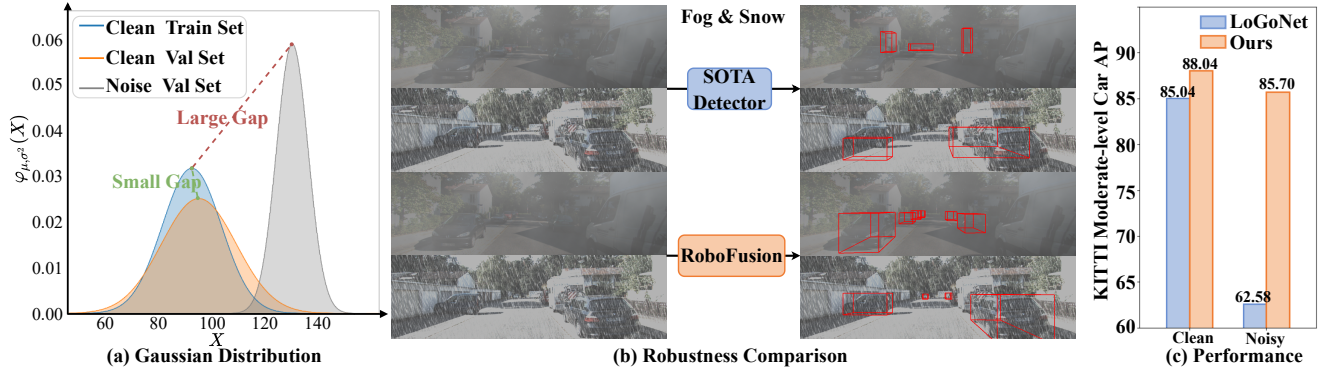 Clean Train Set
Clean Val Set
Noise Val Set
Large Gap
Small Gap
φμ,σ²(X)
0.06
0.05
0.04
0.03
0.02
0.01
0.00
60 80 100 120 140
X
(a) Gaussian Distribution
Fog & Snow
SOTA
Detector
RoboFusion
(b) Robustness Comparison
LoGoNet
Ours
KITTI Moderate-level Car AP
90
85
80
75
70
65
60
85.04
88.04
62.58
85.70
Clean Noisy
(c) Performance